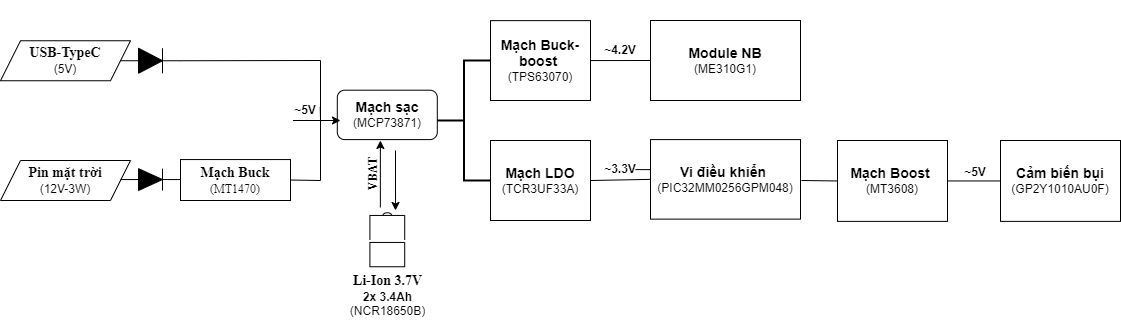 USB-TypeC
(5V)
Pin mặt trời
(12V-3W)
Mạch Buck
(MT1470)
~5V
Mạch sạc
(MCP73871)
VBAT
Li-Ion 3.7V
2x 3.4Ah
(NCR18650B)
Mạch Buck-
boost
(TPS63070)
~4.2V
Module NB
(ME310G1)
Mạch LDO
(TCR3UF33A)
~3.3V
Vi điều khiển
(PIC32MM0256GPM048)
Mạch Boost
(MT3608)
~5V
Cảm biến bụi
(GP2Y1010AU0F)